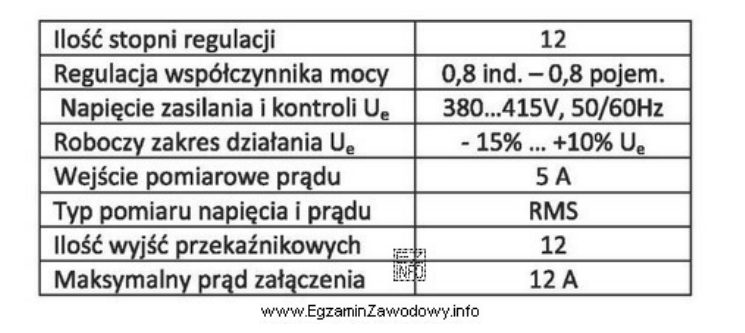 Ilość stopni regulacji 12
Regulacja współczynnika mocy 0,8 ind. – 0,8 pojem.
Napięcie zasilania i kontroli Ue 380...415V, 50/60Hz
Roboczy zakres działania Ue - 15% ... +10% Ue
Wejście pomiarowe prądu 5 A
Typ pomiaru napięcia i prądu RMS
Ilość wyjść przekaźnikowych 12
Maksymalny prąd załączenia 12 A
INFO
www.EgzaminZawodowy.info